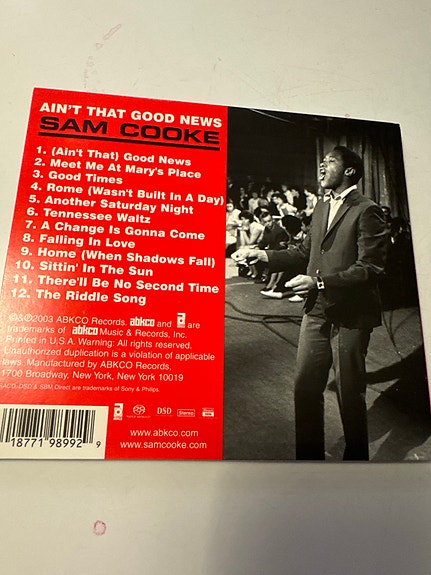 AIN'T THAT GOOD NEWS
SAM COOKE
1. (Ain't That) Good News
2. Meet Me At Mary's Place
3. Good Times
4. Rome (Wasn't Built In A Day)
5. Another Saturday Night
6. Tennessee Waltz
7. A Change Is Gonna Come
8. Falling In Love
9. Home (When Shadows Fall)
10. Sittin' In The Sun
11. There'll Be No Second Time
12. The Riddle Song
©&℗2003 ABKCO Records. abkco and a are
trademarks of abkco Music & Records, Inc.
Printed in U.S.A. Warning: All rights reserved.
Unauthorized duplication is a violation of applicable
laws. Manufactured by ABKCO Records,
1700 Broadway, New York, New York 10019
SACD, DSD & SBM Direct are trademarks of Sony & Philips.
DSD Stereo
18771 98992 9
www.abkco.com
www.samcooke.com